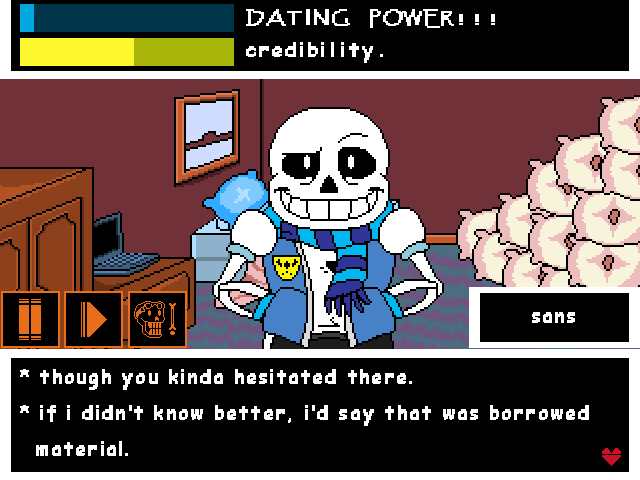 DATING POWER!!!
credibility.
sans
* though you kinda hesitated there.
* if i didn't know better, i'd say that was borrowed
material.